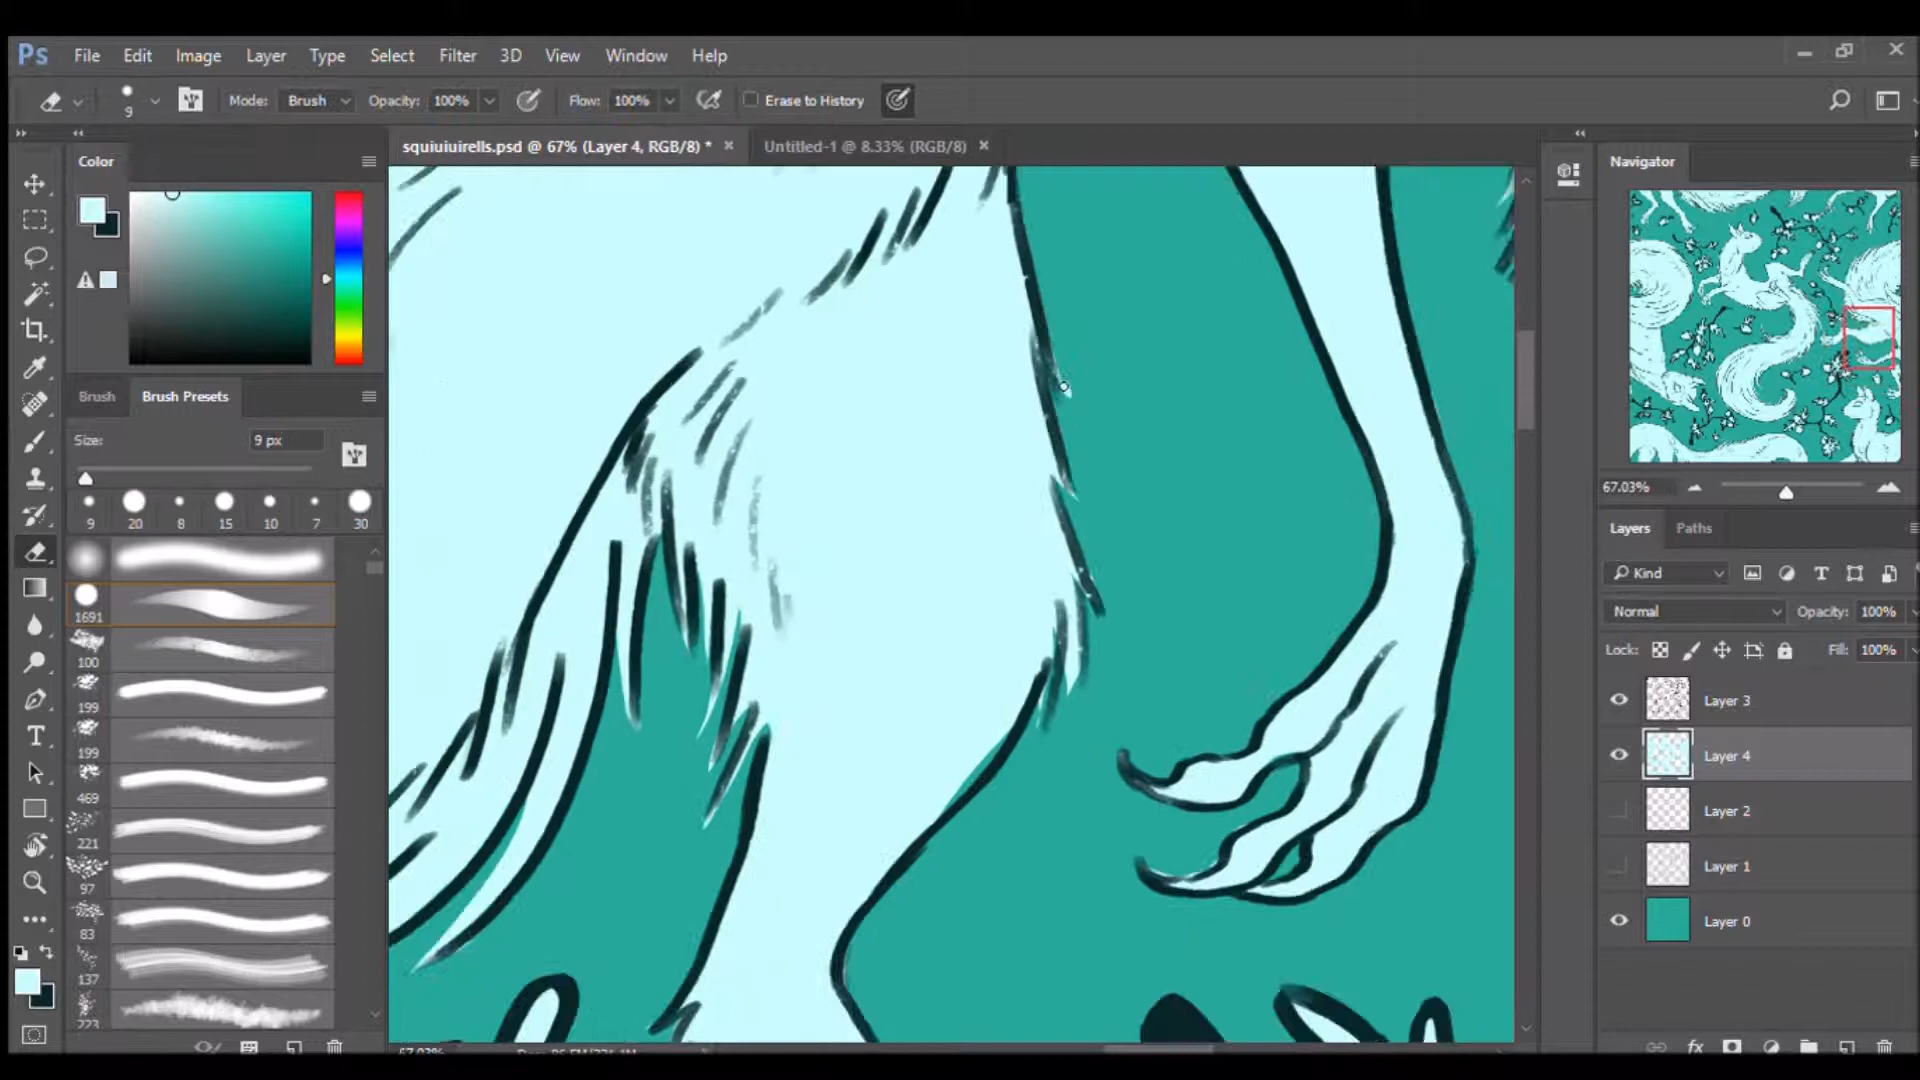 Ps File Edit Image Layer Type Select Filter 3D View Window Help
9 Mode: Brush Opacity: 100% Flow: 100% Erase to History
Color squiuiuirells.psd @ 67% (Layer 4, RGB/8) * Untitled-1 @ 8.33% (RGB/8) Navigator
Brush Brush Presets
Size: 9 px
9 20 8 15 10 7 30
67.03%
Layers Paths
Kind
Normal Opacity: 100%
Lock: Fill: 100%
1691
100
199
199
469
221
97
83
137
223
Layer 3
Layer 4
Layer 2
Layer 1
Layer 0
67.03%